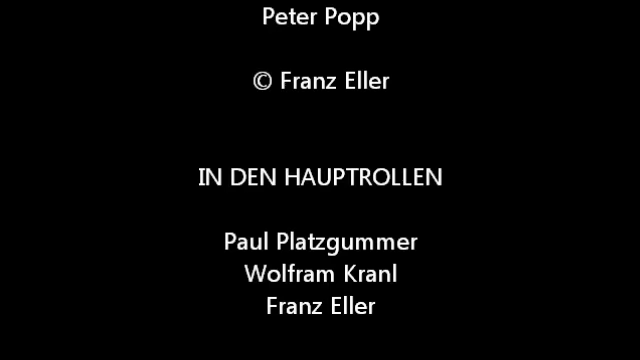 Peter Popp
© Franz Eller
IN DEN HAUPTROLLEN
Paul Platzgummer
Wolfram Kranl
Franz Eller